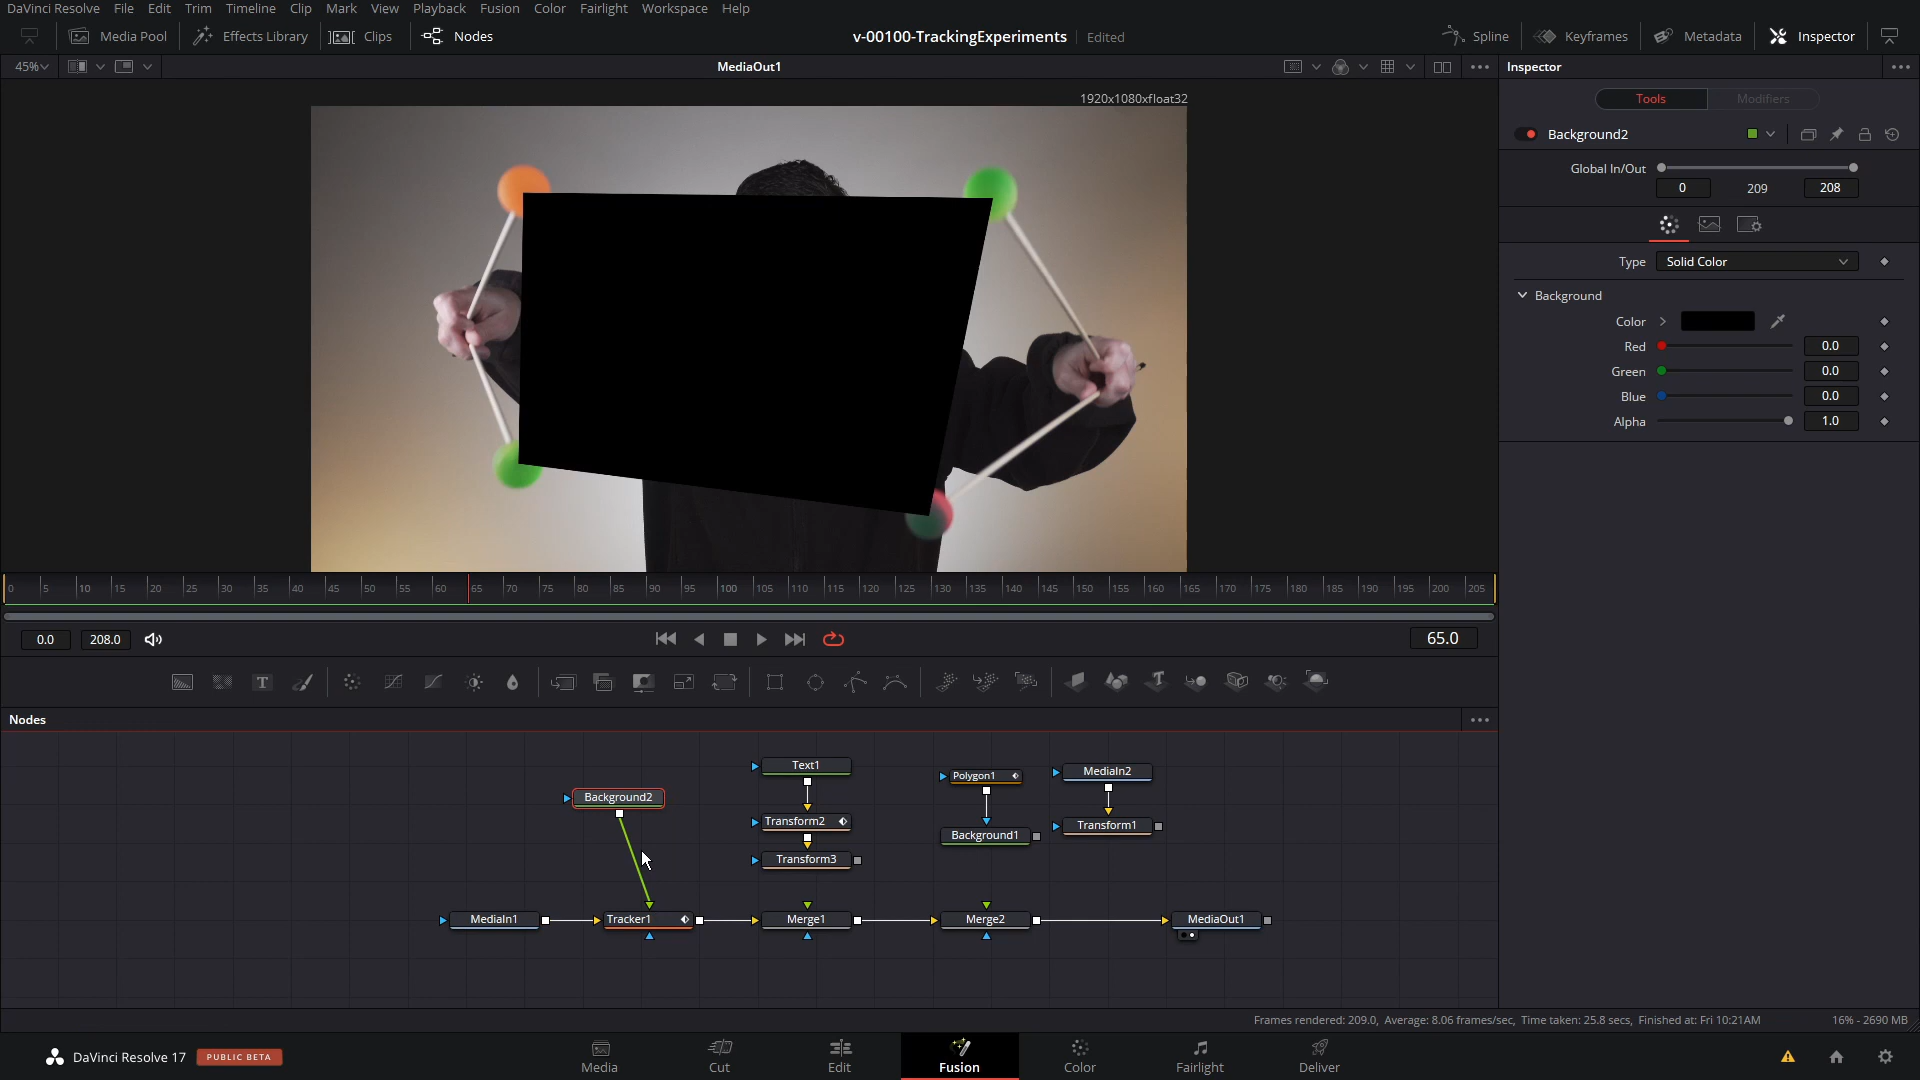 DaVinci Resolve File Edit Trim Timeline Clip Mark View Playback Fusion Color Fairlight Workspace Help
Media Pool Effects Library Clips Nodes v-00100-TrackingExperiments Edited Spline Keyframes Metadata Inspector
45% MediaOut1 Inspector
1920x1080xfloat32
Tools Modifiers
Background2
Global In/Out
0 209 208
Type Solid Color
Background
Color
Red 0.0
Green 0.0
Blue 0.0
Alpha 1.0
0 5 10 15 20 25 30 35 40 45 50 55 60 65 70 75 80 85 90 95 100 105 110 115 120 125 130 135 140 145 150 155 160 165 170 175 180 185 190 195 200 205
0.0 208.0 65.0
T
Nodes
Text1
Polygon1 MediaIn2
Background2
Transform2 Transform1
Background1
Transform3
MediaIn1 Tracker1 Merge1 Merge2 MediaOut1
Frames rendered: 209.0, Average: 8.06 frames/sec, Time taken: 25.8 secs, Finished at: Fri 10:21AM 16% - 2690 MB
DaVinci Resolve 17 PUBLIC BETA Media Cut Edit Fusion Color Fairlight Deliver